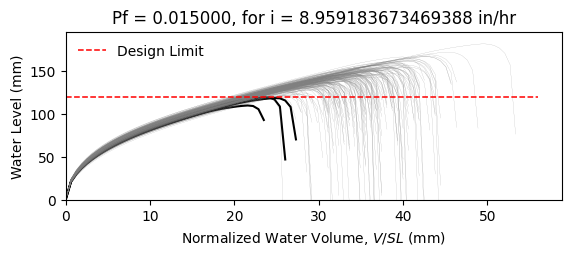 Pf = 0.015000, for i = 8.959183673469388 in/hr
Design Limit
Water Level (mm)
150
100
50
0
0 10 20 30 40 50
Normalized Water Volume, V/SL (mm)